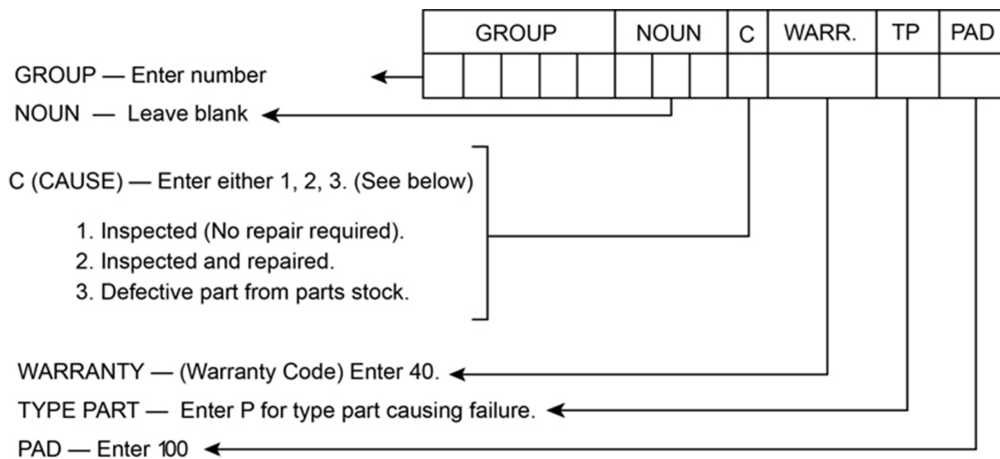 GROUP NOUN C WARR. TP PAD
GROUP — Enter number
NOUN — Leave blank
C (CAUSE) — Enter either 1, 2, 3. (See below)
1. Inspected (No repair required).
2. Inspected and repaired.
3. Defective part from parts stock.
WARRANTY — (Warranty Code) Enter 40.
TYPE PART — Enter P for type part causing failure.
PAD — Enter 100